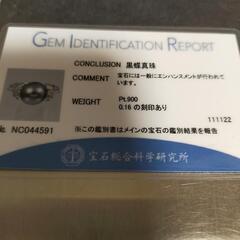 GEM IDENTIFICATION REPORT
CONCLUSION 黒蝶真珠
COMMENT 宝石には一般にエンハンスメントが行われています。
WEIGHT Pt.900
0.16 の刻印あり
111122
№ NC044591 ※この鑑別書はメインの宝石の鑑別結果を報告
宝石総合科学研究所